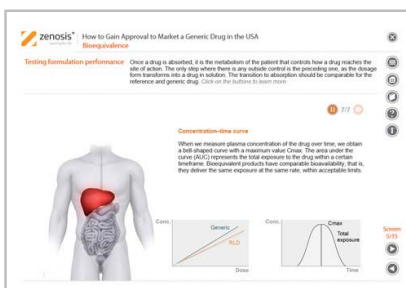 zenosis®
How to Gain Approval to Market a Generic Drug in the USA
Bioequivalence
Testing formulation performance
Once a drug is absorbed, it is the metabolism of the patient that controls how a drug reaches the
site of action. The only step where there is any outside control is the preceding one, as the dosage
form transforms into a drug in solution. The transition to absorption should be comparable for the
reference and generic drug. Click on the buttons to learn more
7/7
Concentration-time curve
When we measure plasma concentration of the drug over time, we obtain
a bell-shaped curve with a maximum value Cmax. The area under the
curve (AUC) represents the total exposure to the drug within a certain
timeframe. Bioequivalent products have comparable bioavailability, that is,
they deliver the same exposure at the same rate, within acceptable limits.
Conc.
Generic
RLD
Dose
Conc.
Cmax
Total
exposure
Time
Screen
5/35